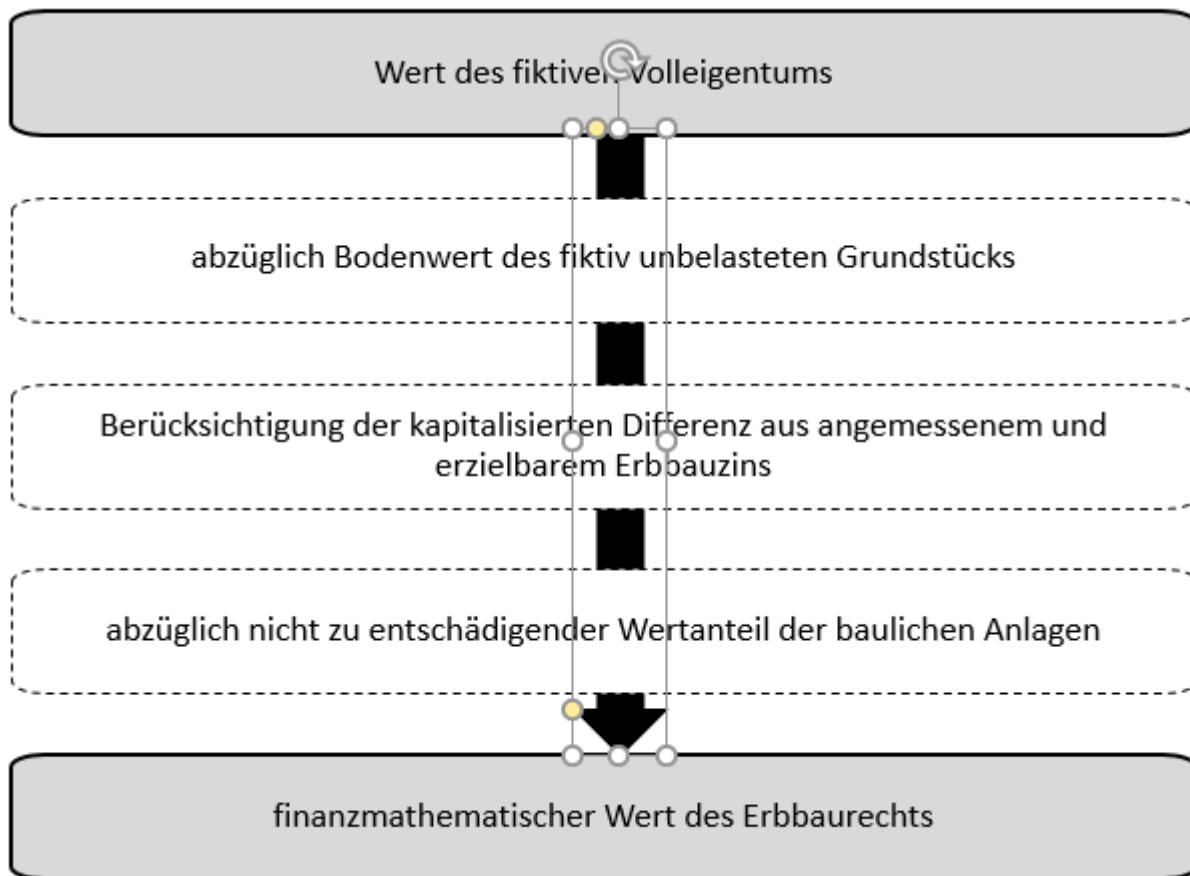 Wert des fiktiven Volleigentums
abzüglich Bodenwert des fiktiv unbelasteten Grundstücks
Berücksichtigung der kapitalisierten Differenz aus angemessenem und
erzielbarem Erbbauzins
abzüglich nicht zu entschädigender Wertanteil der baulichen Anlagen
finanzmathematischer Wert des Erbbaurechts